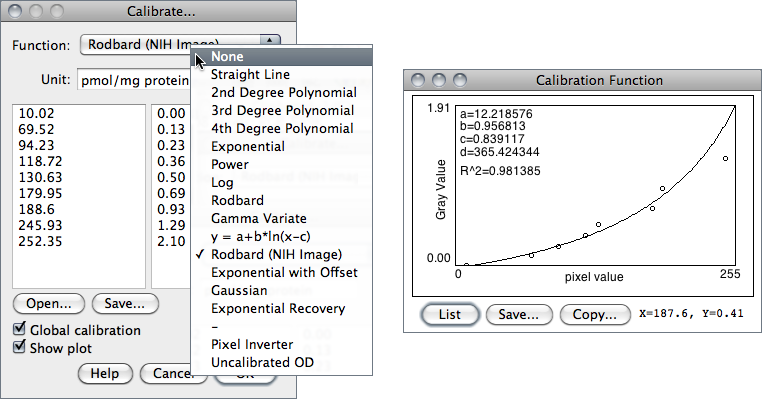 Calibrate...
Function: Rodbard (NIH Image)
Unit: pmol/mg protein
10.02
69.52
94.23
118.72
130.63
179.95
188.6
245.93
252.35
0.00
0.13
0.23
0.36
0.50
0.69
0.93
1.29
2.10
Open... Save...
Global calibration
Show plot
Help Cancel OK
None
Straight Line
2nd Degree Polynomial
3rd Degree Polynomial
4th Degree Polynomial
Exponential
Power
Log
Rodbard
Gamma Variate
y = a+b*ln(x-c)
✓ Rodbard (NIH Image)
Exponential with Offset
Gaussian
Exponential Recovery
–
Pixel Inverter
Uncalibrated OD
Calibration Function
1.91
a=12.218576
b=0.956813
c=0.839117
d=365.424344
R^2=0.981385
Gray Value
0.00
0 pixel value 255
List Save... Copy... X=187.6, Y=0.41